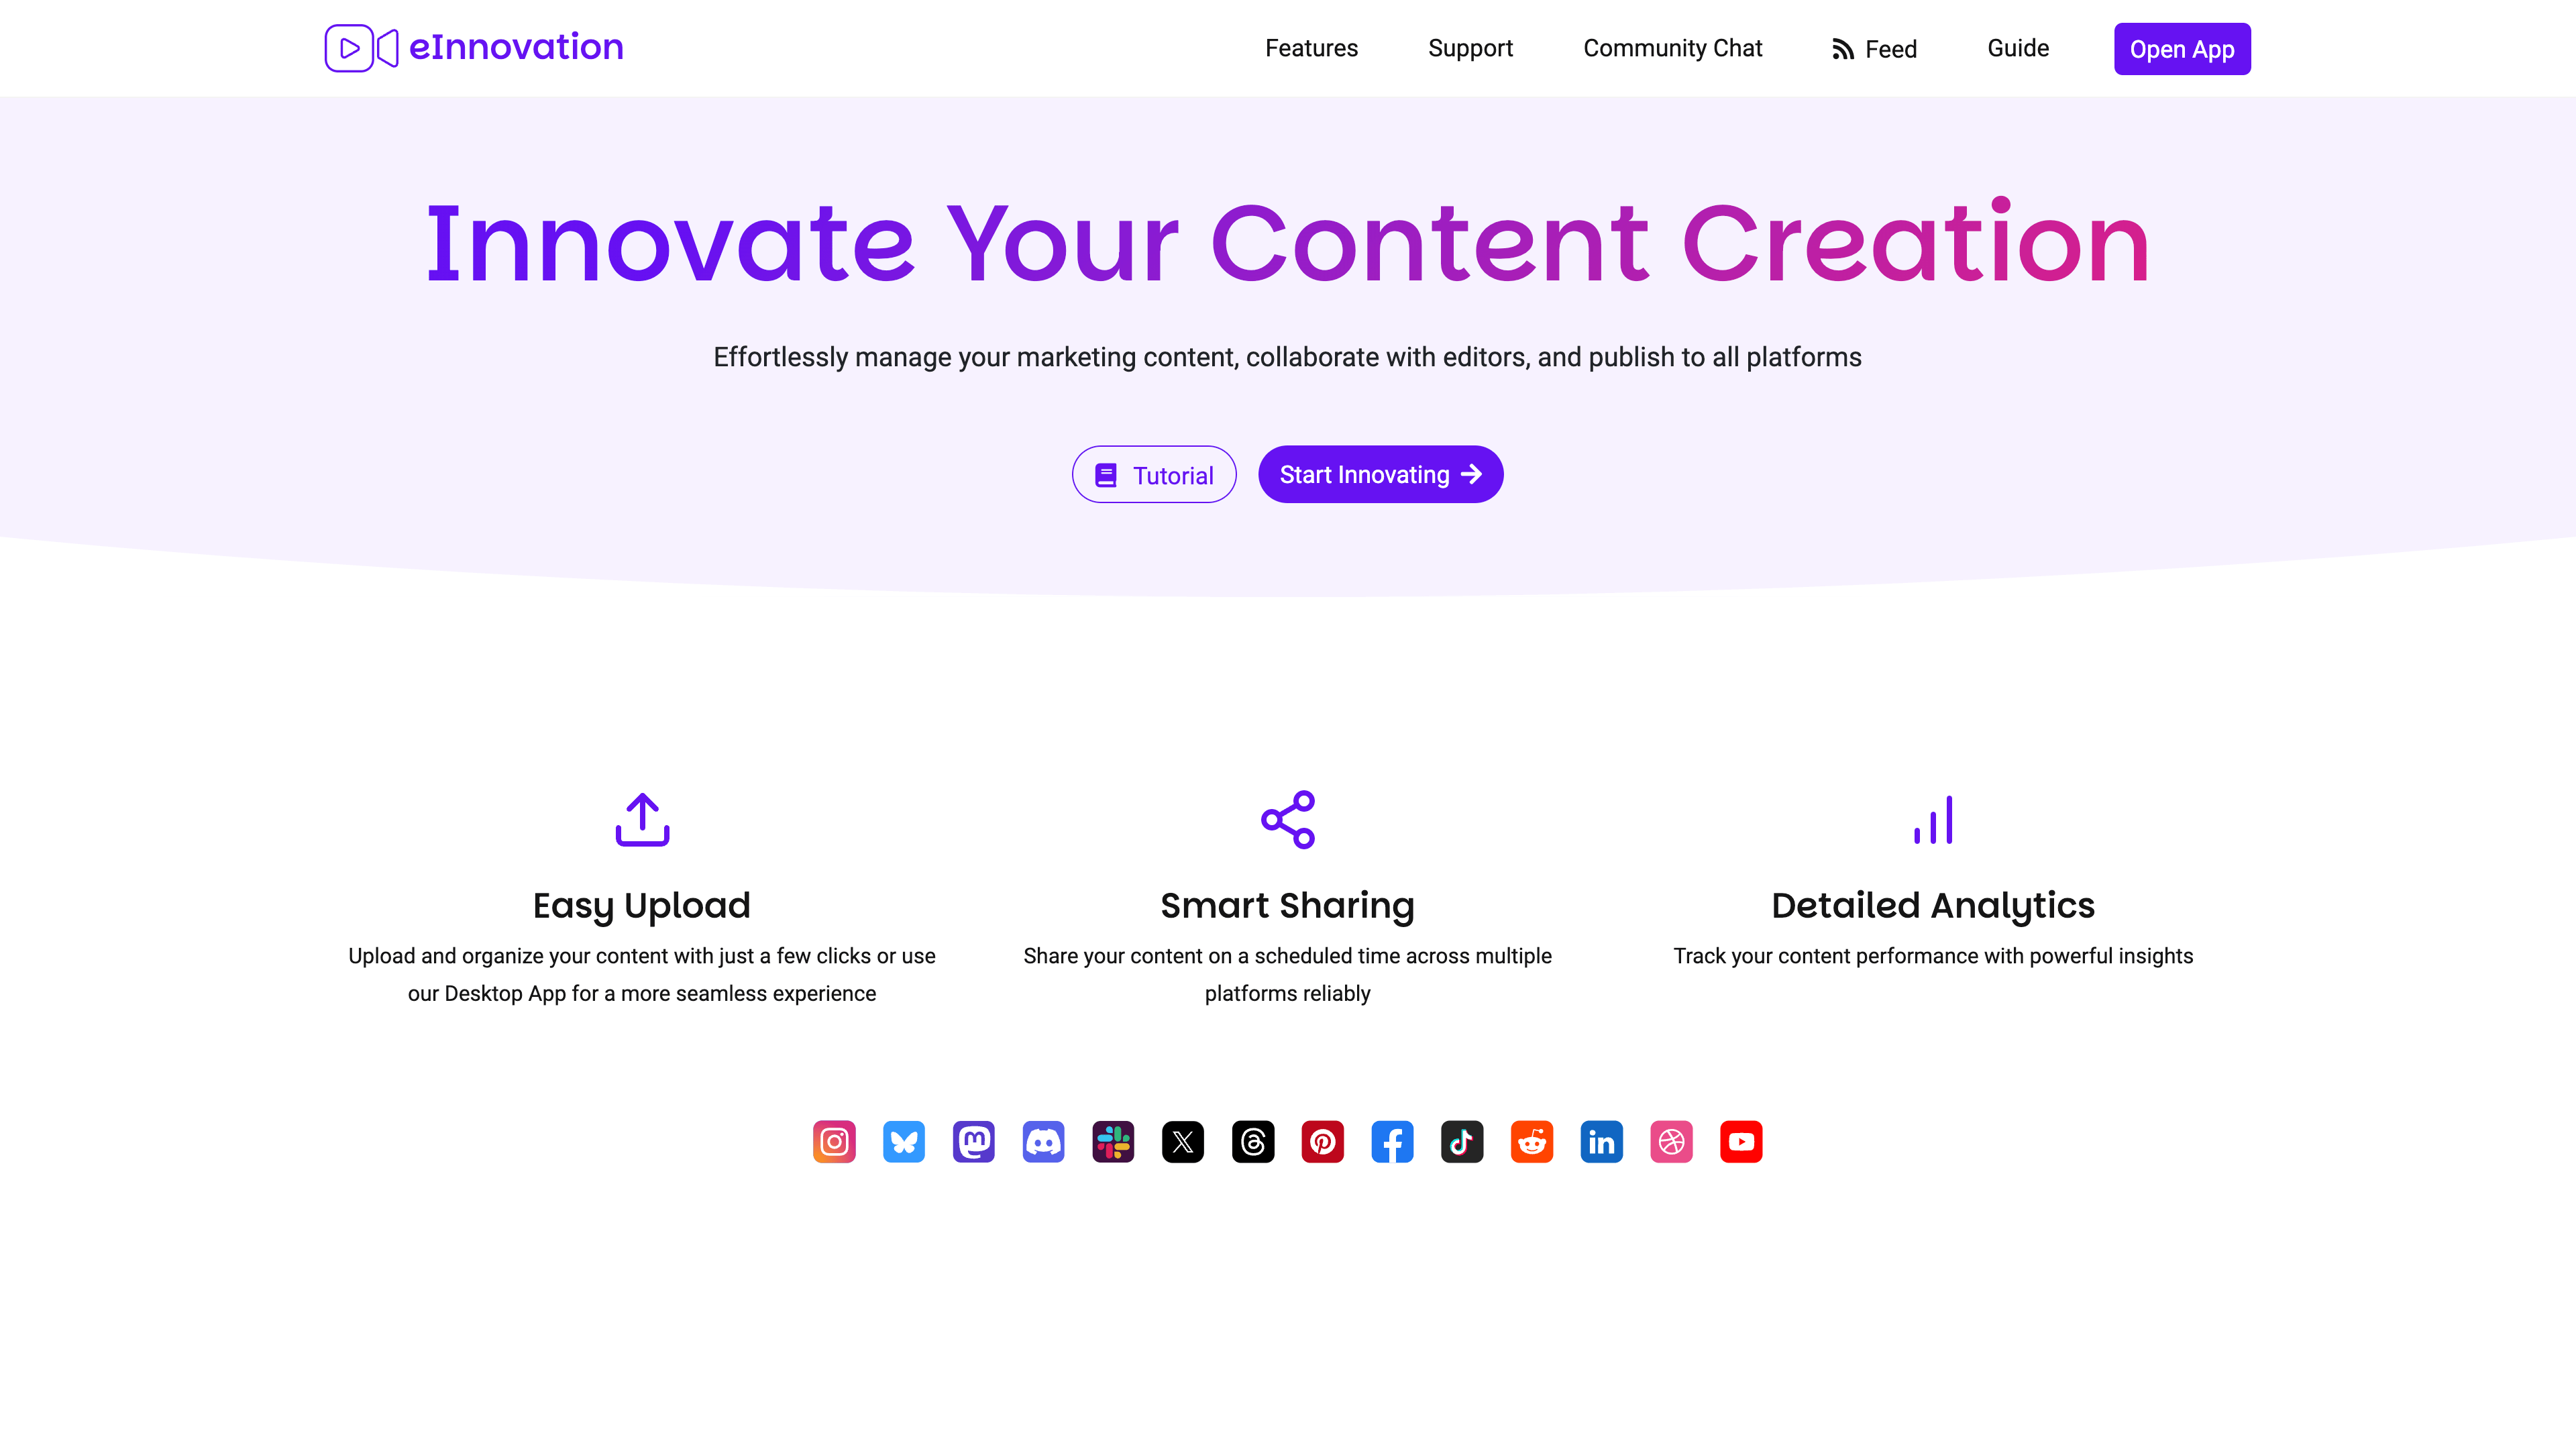 eInnovation
Features
Support
Community Chat
Feed
Guide
Open App
Innovate Your Content Creation
Effortlessly manage your marketing content, collaborate with editors, and publish to all platforms
Tutorial
Start Innovating
Easy Upload
Upload and organize your content with just a few clicks or use
our Desktop App for a more seamless experience
Smart Sharing
Share your content on a scheduled time across multiple
platforms reliably
Detailed Analytics
Track your content performance with powerful insights